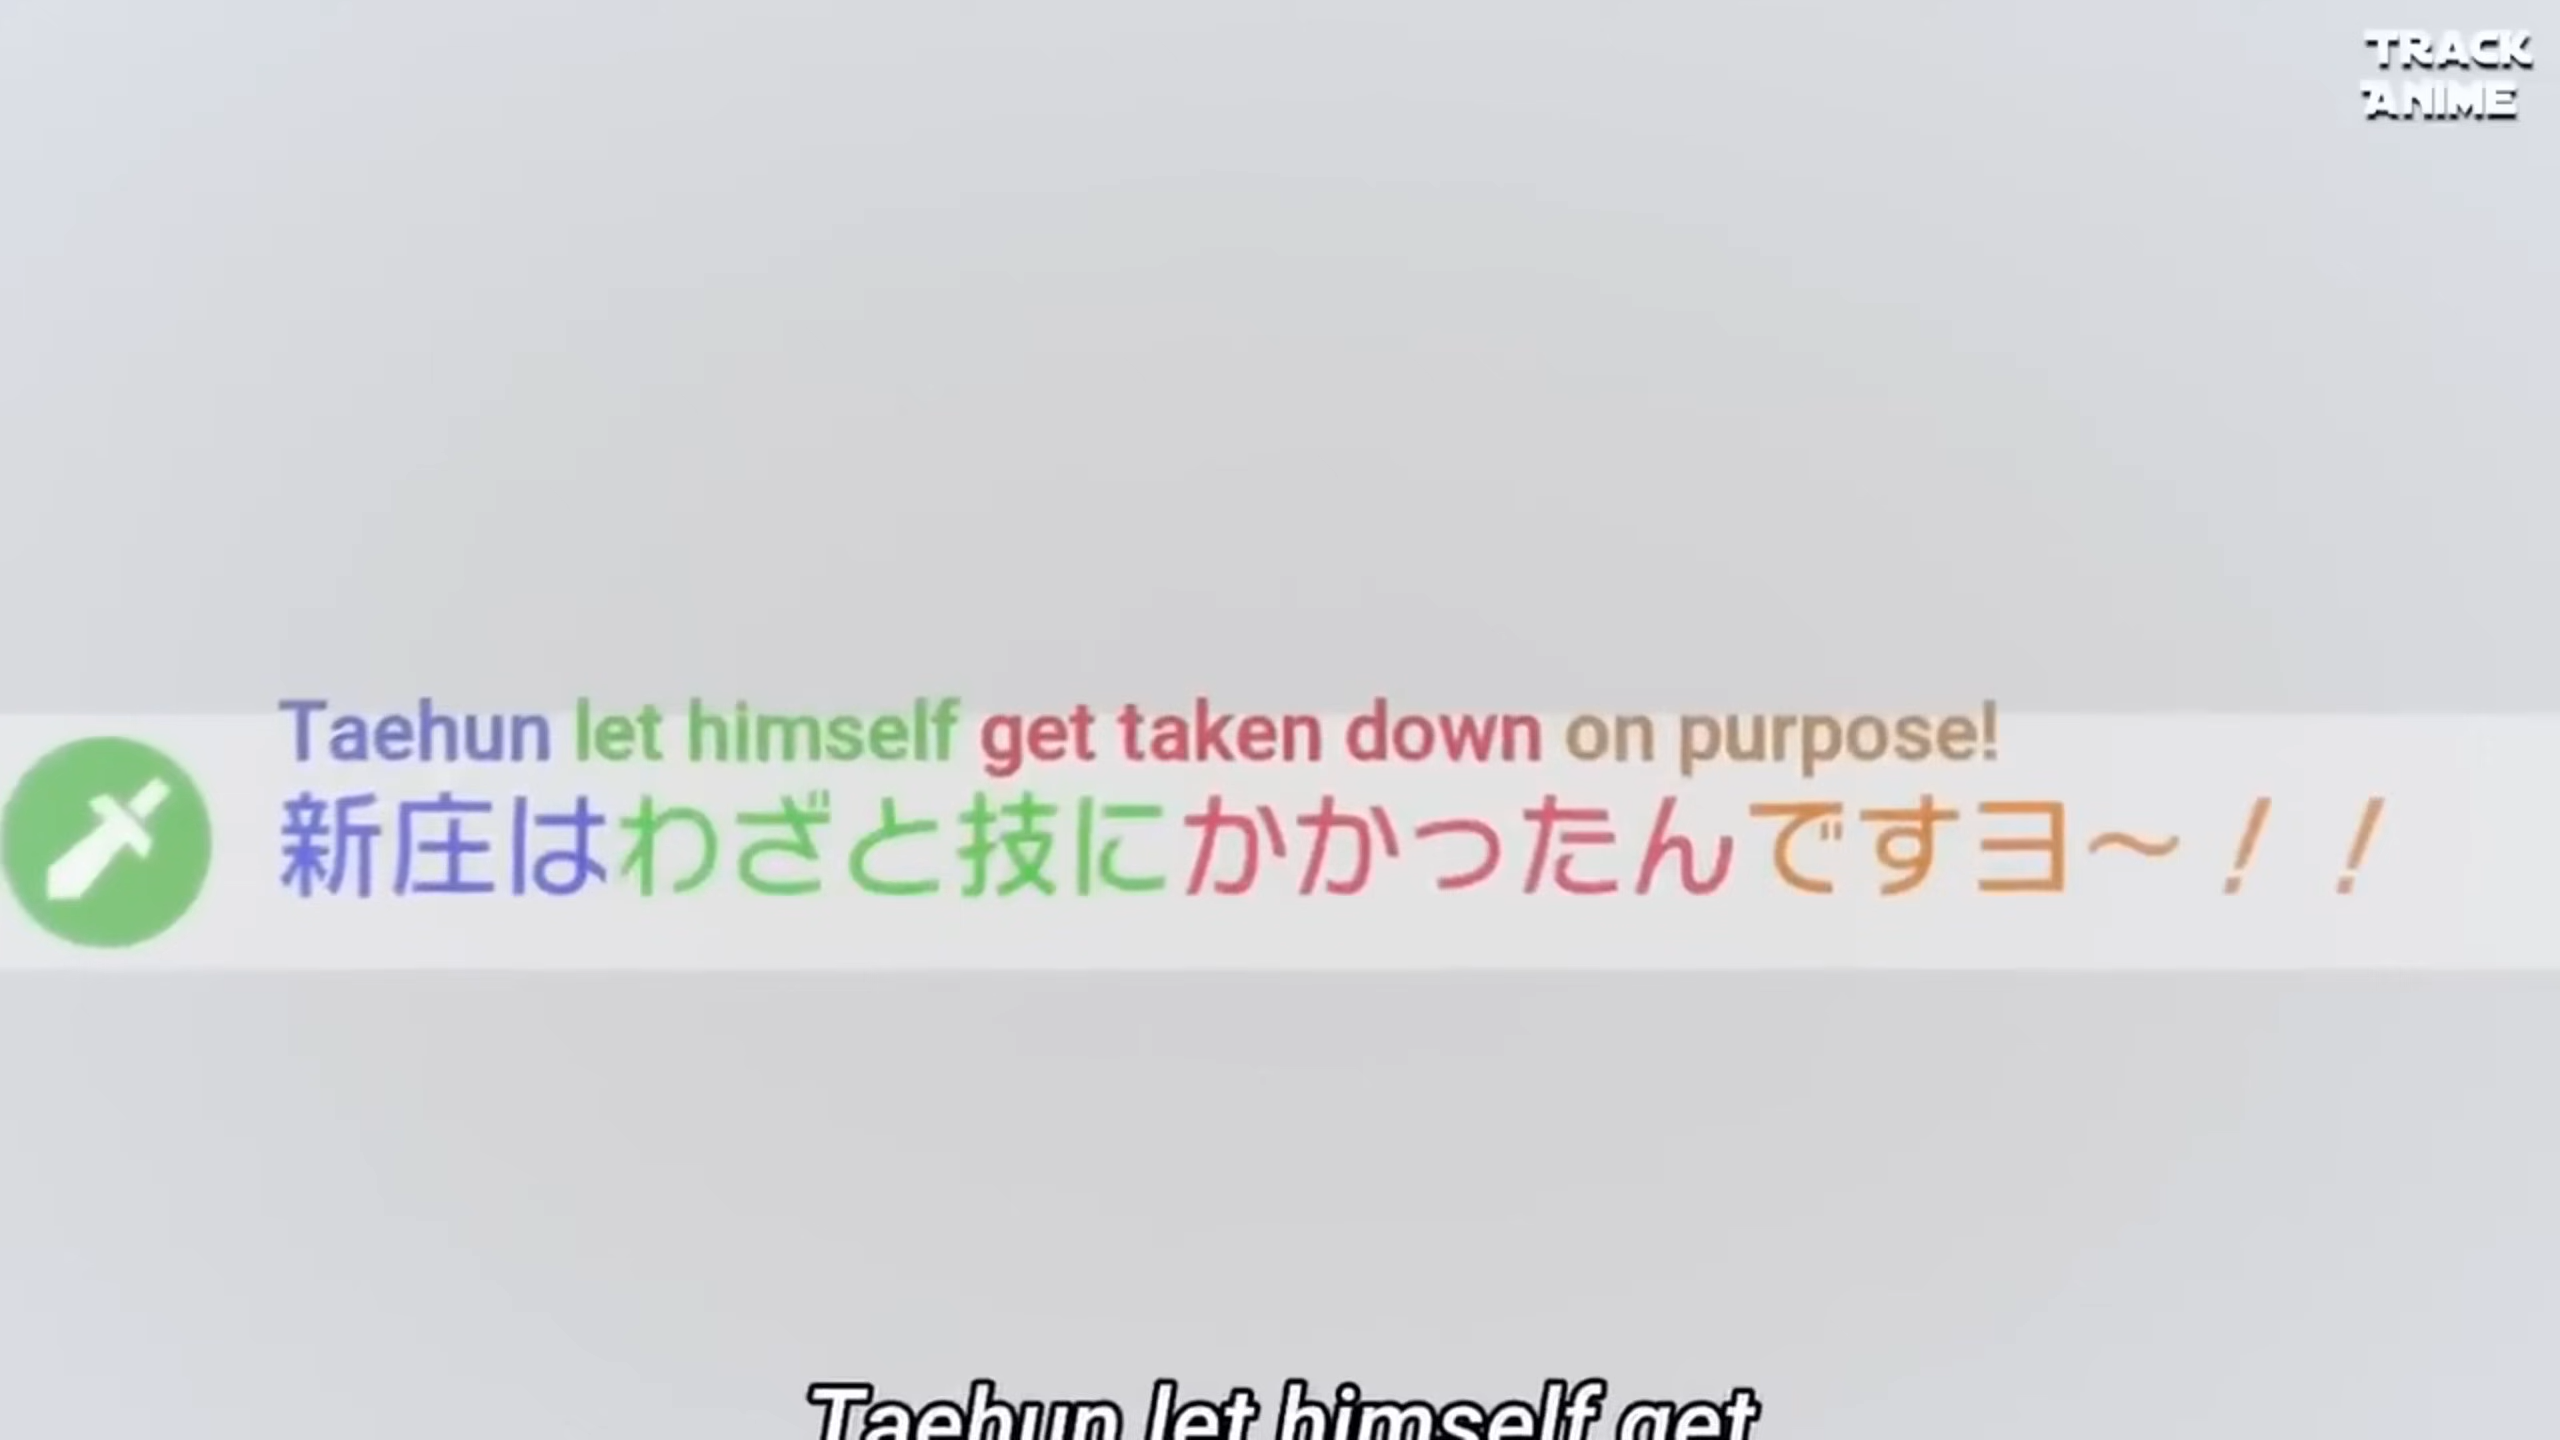 TRACK
ANIME
Taehun let himself get taken down on purpose!
新庄はわざと技にかかったんですヨ～！！
Taehun let himself get